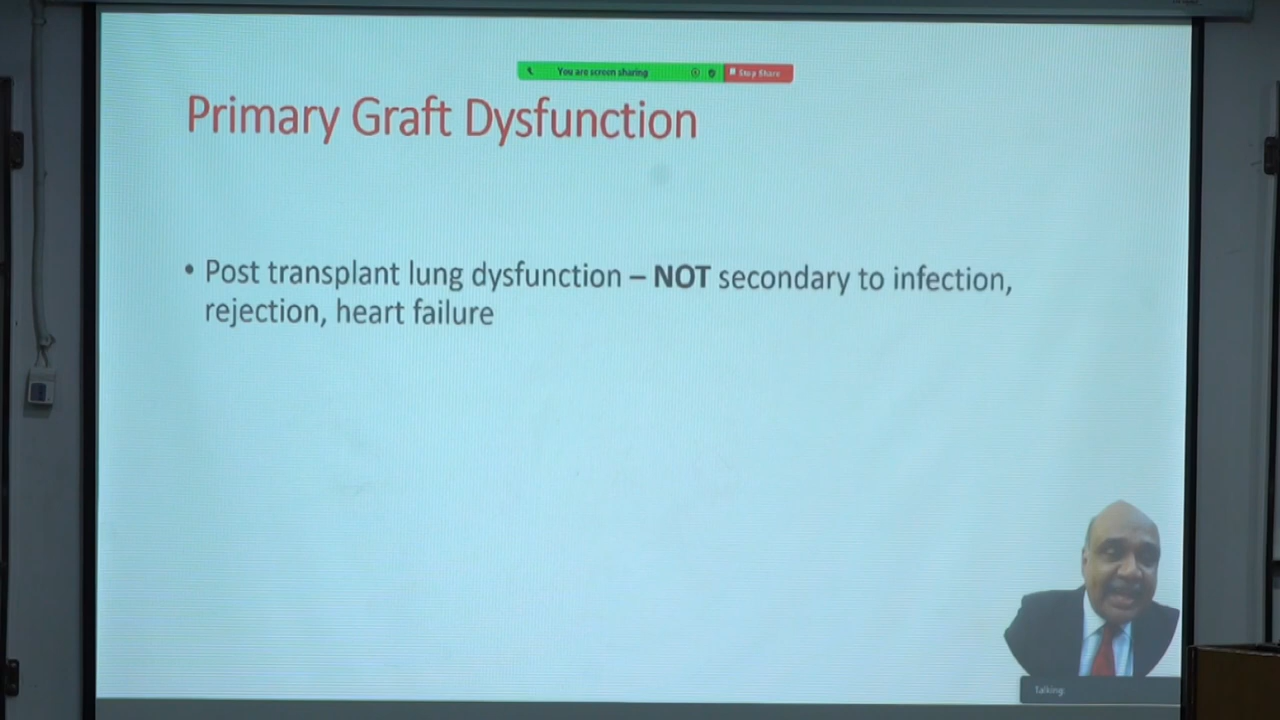 You are screen sharing
Stop Share
Primary Graft Dysfunction
• Post transplant lung dysfunction – NOT secondary to infection,
rejection, heart failure
Talking: